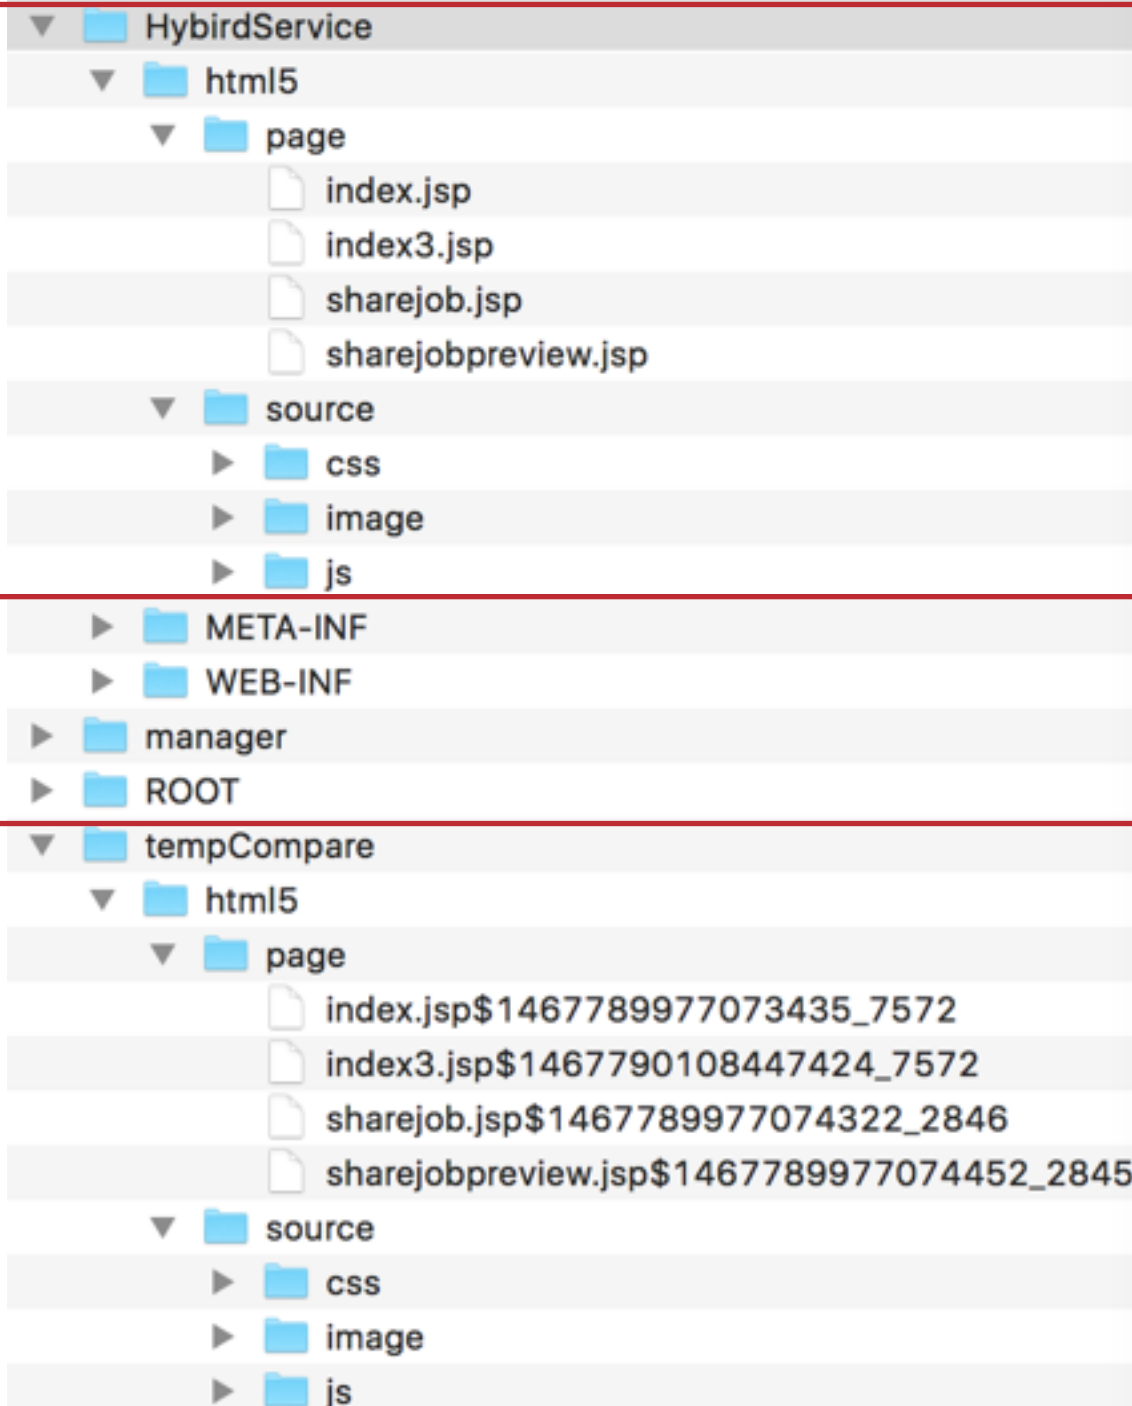 HybirdService
html5
page
index.jsp
index3.jsp
sharejob.jsp
sharejobpreview.jsp
source
css
image
js
META-INF
WEB-INF
manager
ROOT
tempCompare
html5
page
index.jsp$1467789977073435_7572
index3.jsp$1467790108447424_7572
sharejob.jsp$1467789977074322_2846
sharejobpreview.jsp$1467789977074452_2845
source
css
image
js